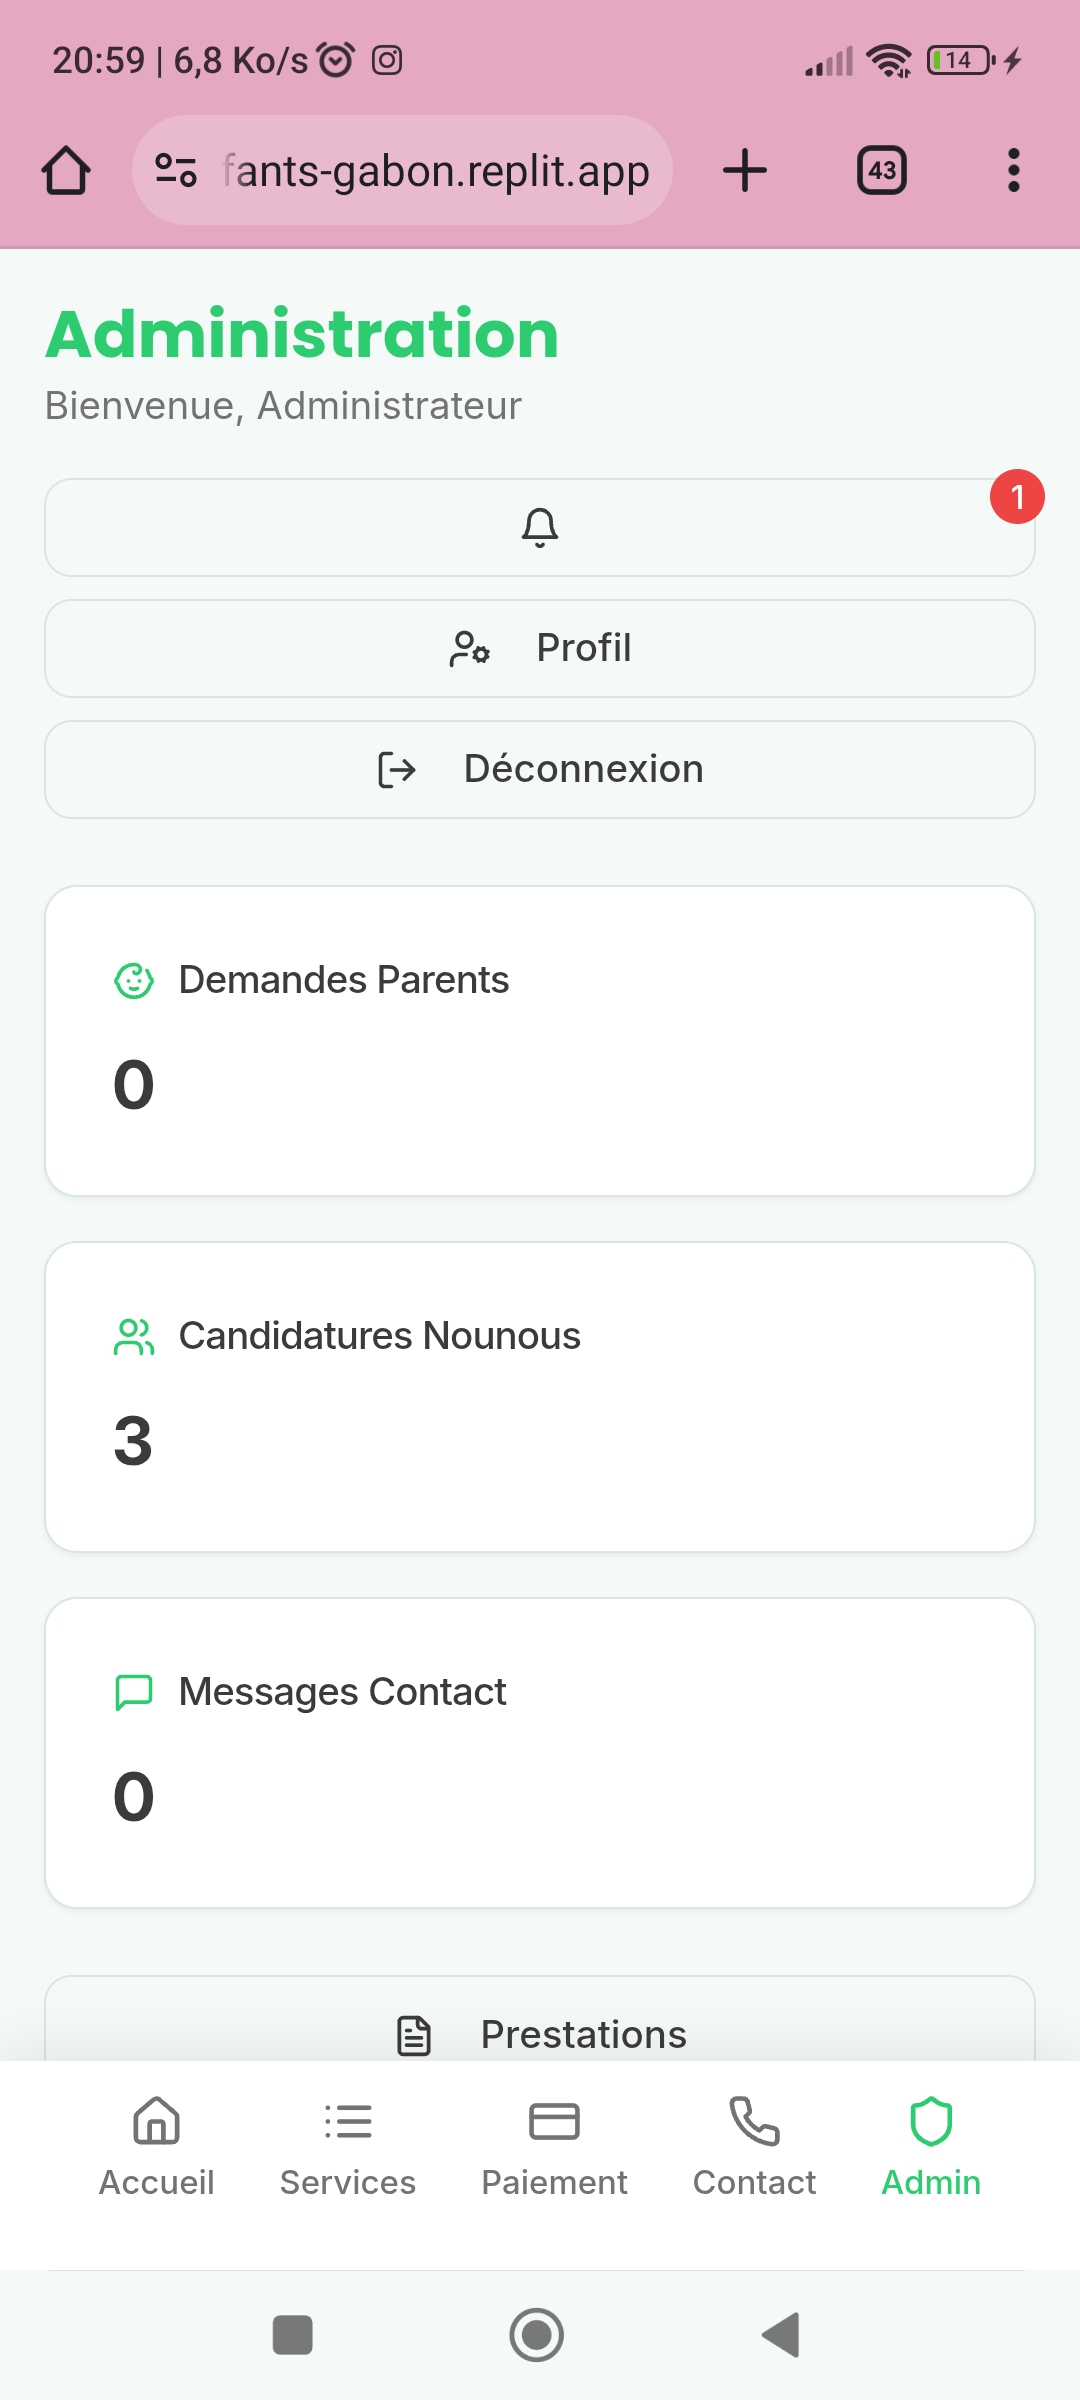 20:59 | 6,8 Ko/s
14
fants-gabon.replit.app
43
Administration
Bienvenue, Administrateur
1
Profil
Déconnexion
Demandes Parents
0
Candidatures Nounous
3
Messages Contact
0
Prestations
Accueil
Services
Paiement
Contact
Admin